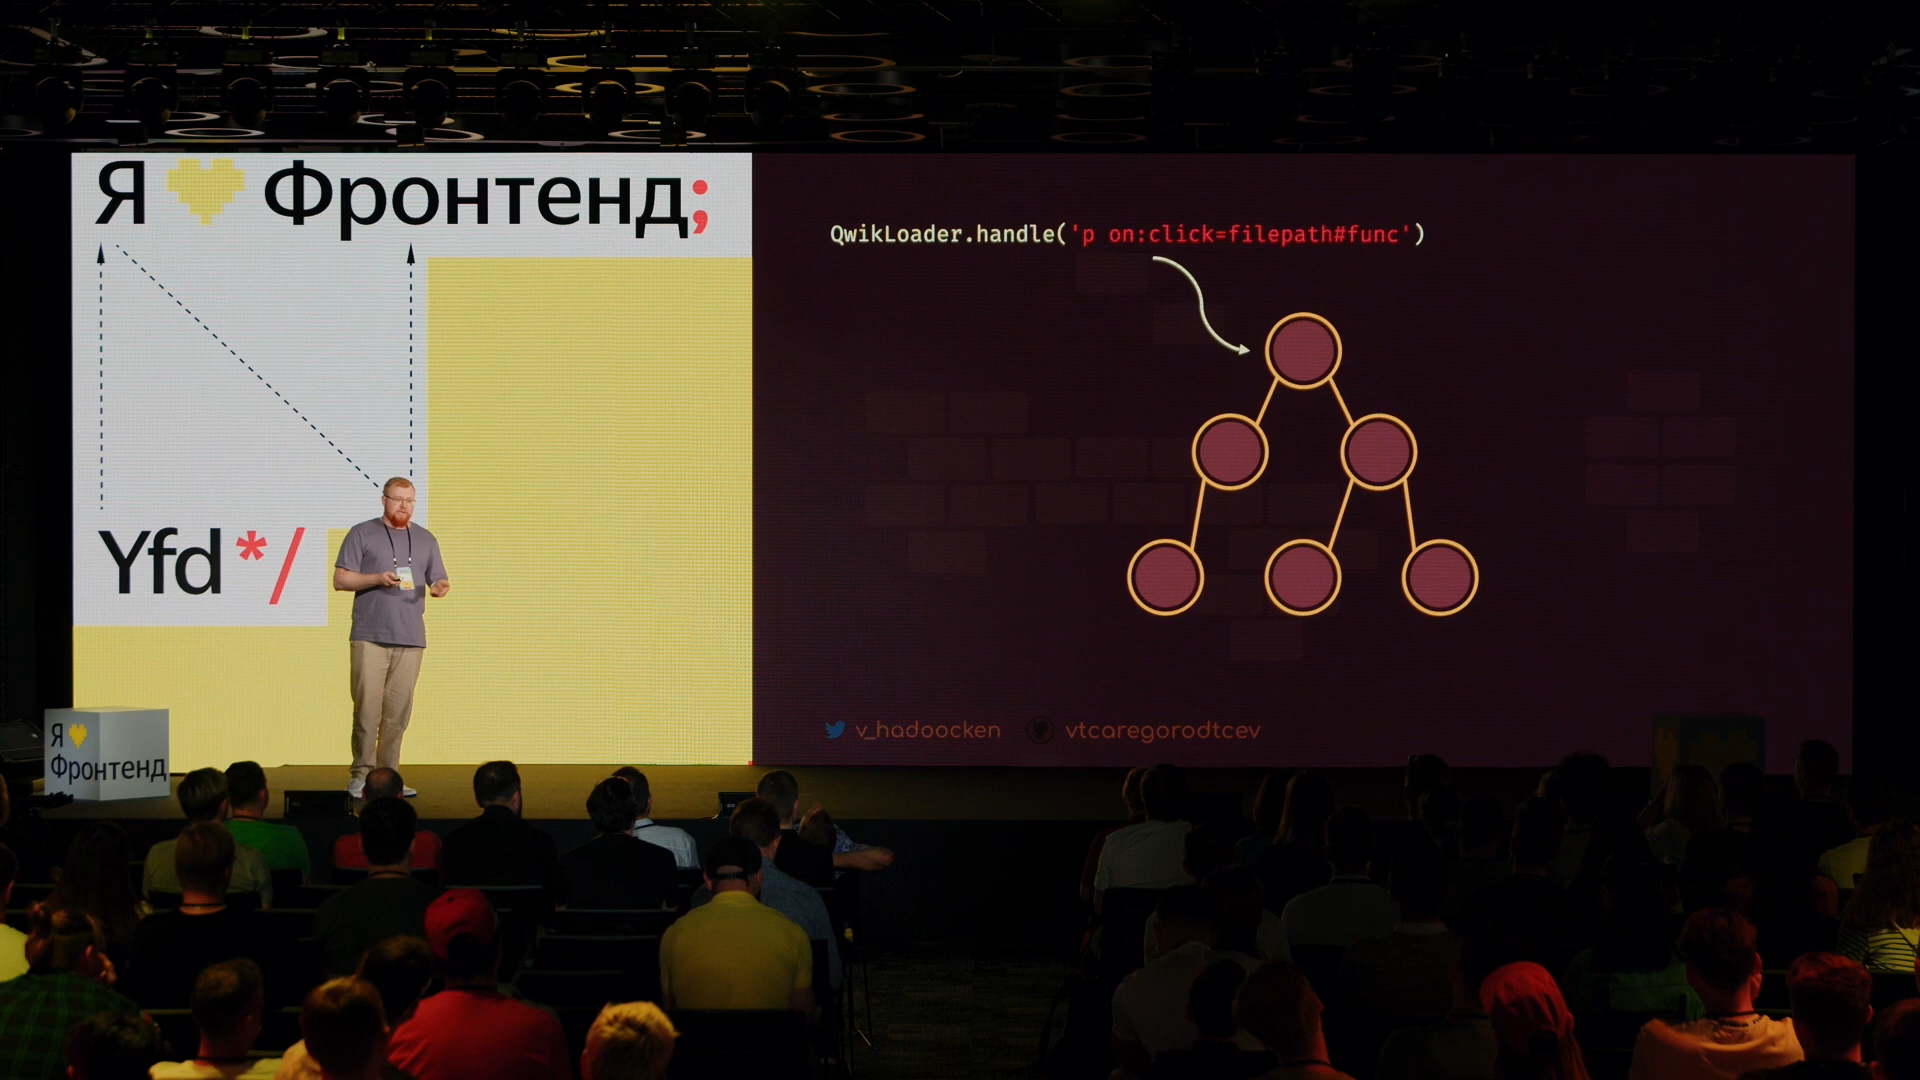 Я 💛 Фронтенд;
Yfd*/
QwikLoader.handle('p on:click=filepath#func')
v_hadoocken vtcaregorodtcev
Я 💛
Фронтенд